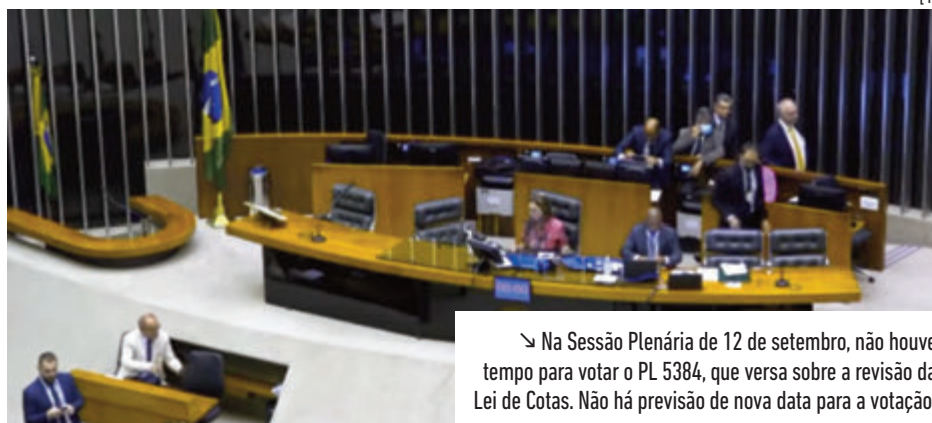 ↘ Na Sessão Plenária de 12 de setembro, não houve
tempo para votar o PL 5384, que versa sobre a revisão da
Lei de Cotas. Não há previsão de nova data para a votação